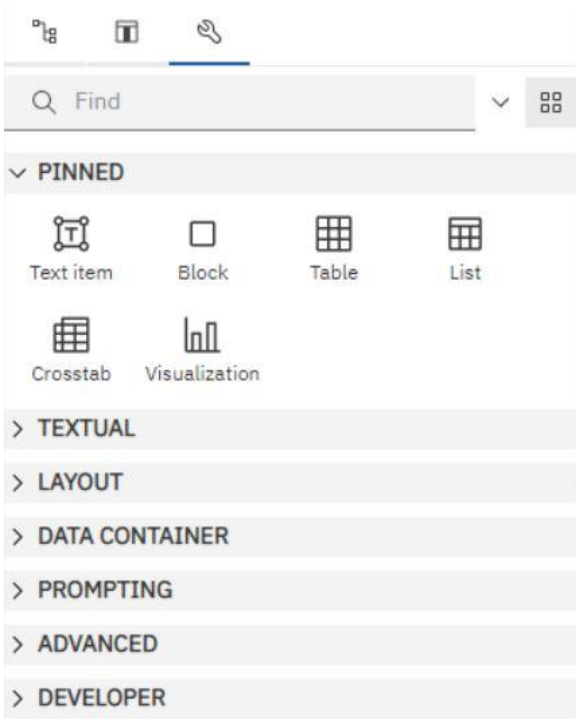 Find
PINNED
Text item Block Table List
Crosstab Visualization
TEXTUAL
LAYOUT
DATA CONTAINER
PROMPTING
ADVANCED
DEVELOPER